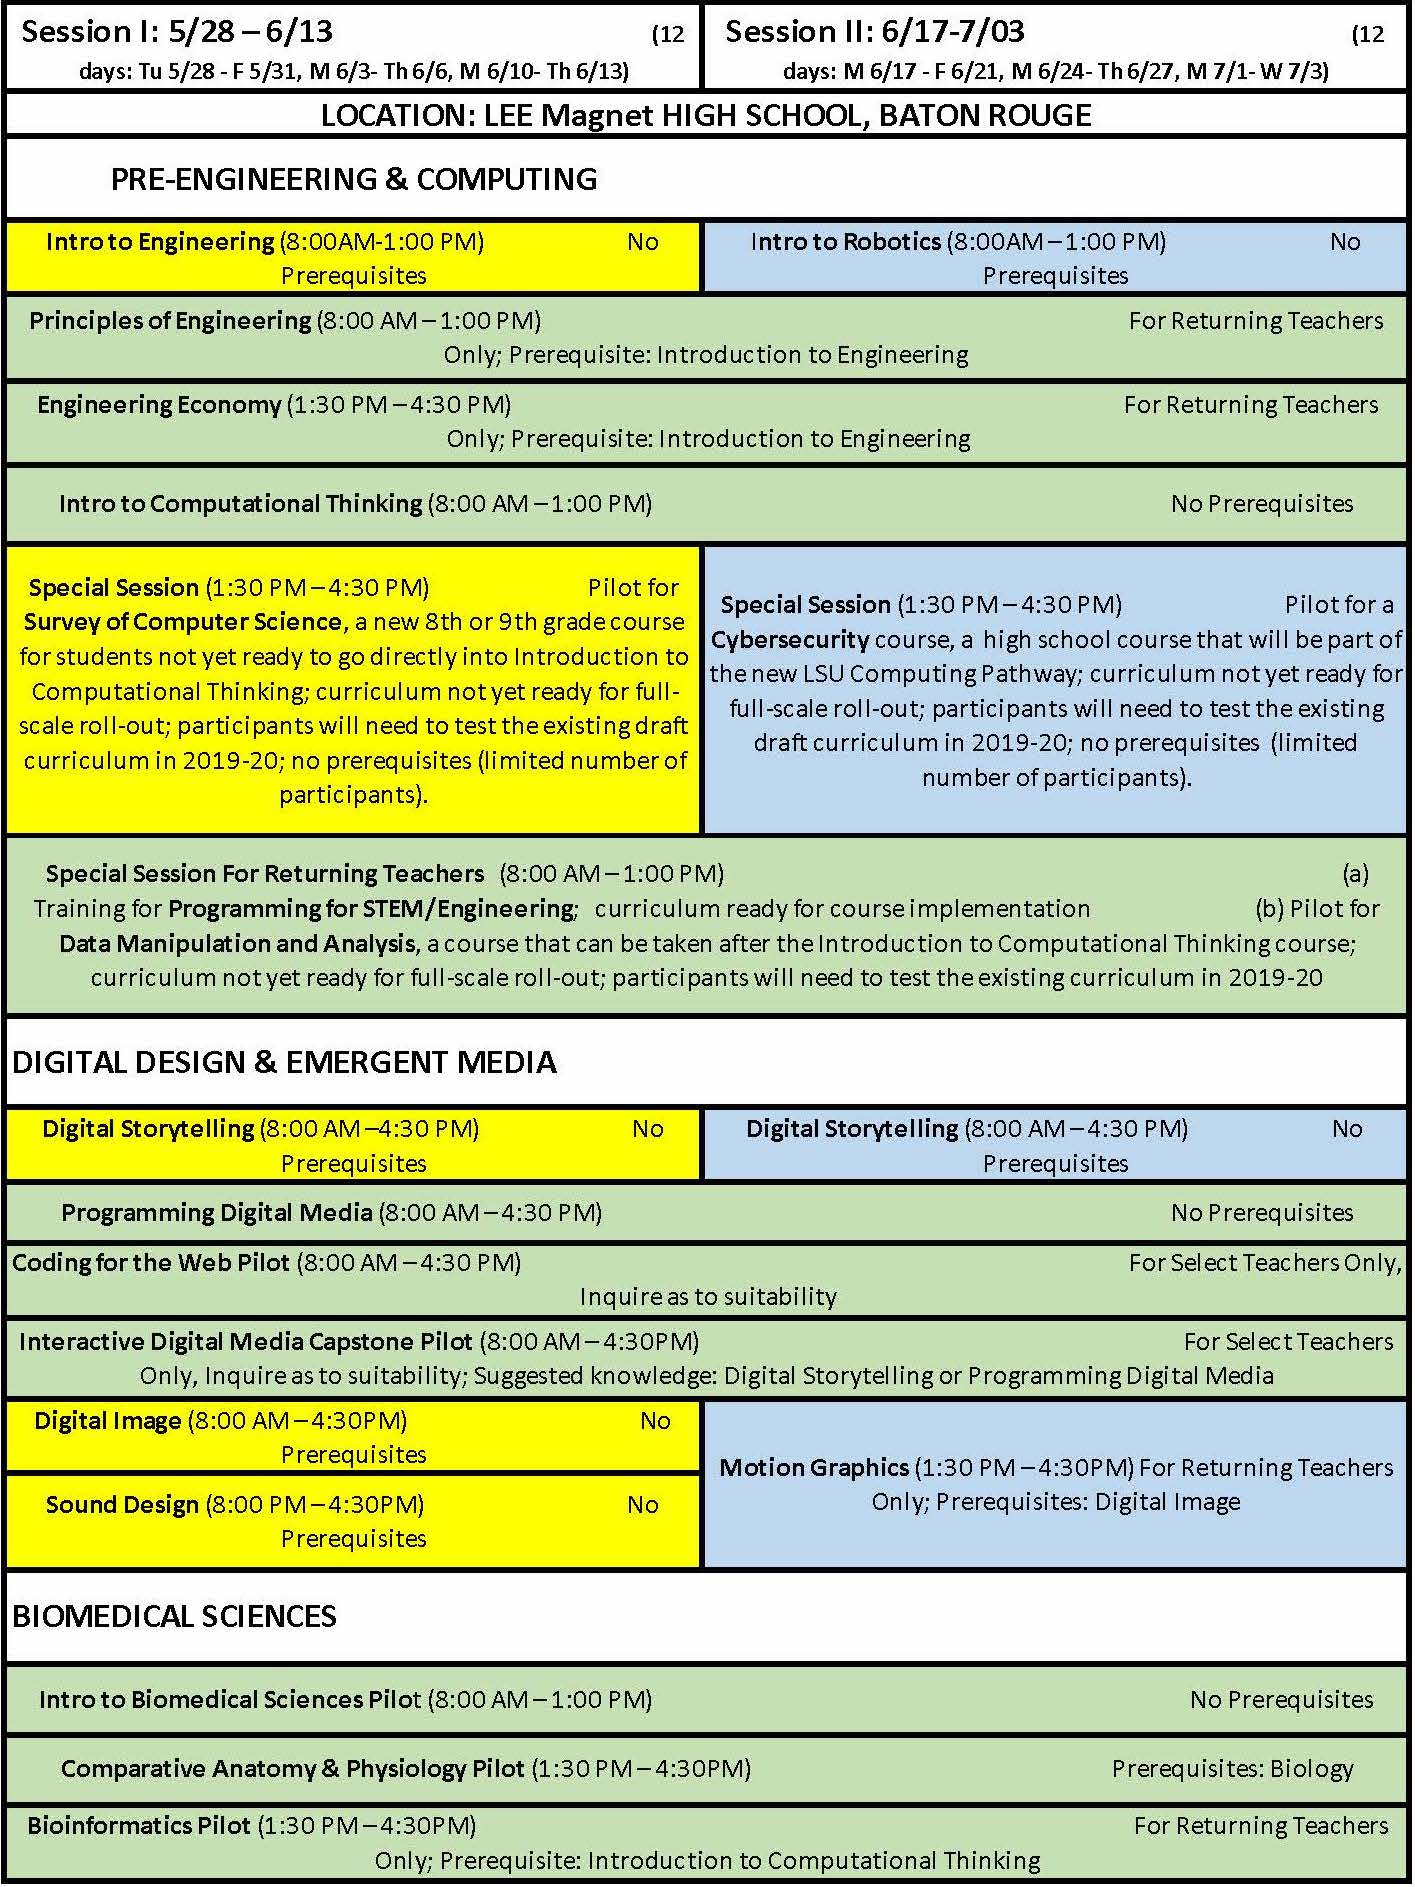 Session I: 5/28 – 6/13 (12
days: Tu 5/28 - F 5/31, M 6/3- Th 6/6, M 6/10- Th 6/13)
Session II: 6/17-7/03 (12
days: M 6/17 - F 6/21, M 6/24- Th 6/27, M 7/1- W 7/3)
LOCATION: LEE Magnet HIGH SCHOOL, BATON ROUGE
PRE-ENGINEERING & COMPUTING
Intro to Engineering (8:00AM-1:00 PM) No
Prerequisites
Intro to Robotics (8:00AM – 1:00 PM) No
Prerequisites
Principles of Engineering (8:00 AM – 1:00 PM) For Returning Teachers
Only; Prerequisite: Introduction to Engineering
Engineering Economy (1:30 PM – 4:30 PM) For Returning Teachers
Only; Prerequisite: Introduction to Engineering
Intro to Computational Thinking (8:00 AM – 1:00 PM) No Prerequisites
Special Session (1:30 PM – 4:30 PM) Pilot for
Survey of Computer Science, a new 8th or 9th grade course
for students not yet ready to go directly into Introduction to
Computational Thinking; curriculum not yet ready for full-
scale roll-out; participants will need to test the existing draft
curriculum in 2019-20; no prerequisites (limited number of
participants).
Special Session (1:30 PM – 4:30 PM) Pilot for a
Cybersecurity course, a high school course that will be part of
the new LSU Computing Pathway; curriculum not yet ready for
full-scale roll-out; participants will need to test the existing
draft curriculum in 2019-20; no prerequisites (limited
number of participants).
Special Session For Returning Teachers (8:00 AM – 1:00 PM) (a)
Training for Programming for STEM/Engineering; curriculum ready for course implementation (b) Pilot for
Data Manipulation and Analysis, a course that can be taken after the Introduction to Computational Thinking course;
curriculum not yet ready for full-scale roll-out; participants will need to test the existing curriculum in 2019-20
DIGITAL DESIGN & EMERGENT MEDIA
Digital Storytelling (8:00 AM –4:30 PM) No
Prerequisites
Digital Storytelling (8:00 AM – 4:30 PM) No
Prerequisites
Programming Digital Media (8:00 AM – 4:30 PM) No Prerequisites
Coding for the Web Pilot (8:00 AM – 4:30 PM) For Select Teachers Only,
Inquire as to suitability
Interactive Digital Media Capstone Pilot (8:00 AM – 4:30PM) For Select Teachers
Only, Inquire as to suitability; Suggested knowledge: Digital Storytelling or Programming Digital Media
Digital Image (8:00 AM – 4:30PM) No
Prerequisites
Sound Design (8:00 PM – 4:30PM) No
Prerequisites
Motion Graphics (1:30 PM – 4:30PM) For Returning Teachers
Only; Prerequisites: Digital Image
BIOMEDICAL SCIENCES
Intro to Biomedical Sciences Pilot (8:00 AM – 1:00 PM) No Prerequisites
Comparative Anatomy & Physiology Pilot (1:30 PM – 4:30PM) Prerequisites: Biology
Bioinformatics Pilot (1:30 PM – 4:30PM) For Returning Teachers
Only; Prerequisite: Introduction to Computational Thinking